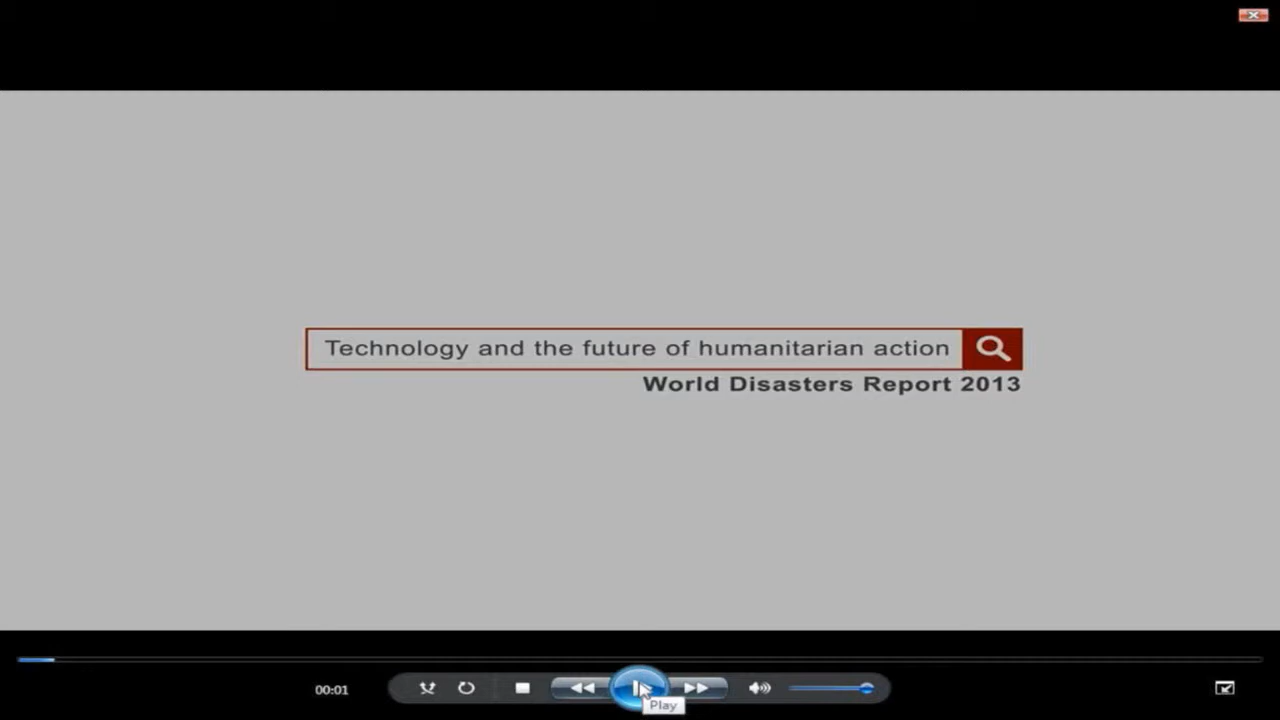 Technology and the future of humanitarian action
World Disasters Report 2013
00:01
Play